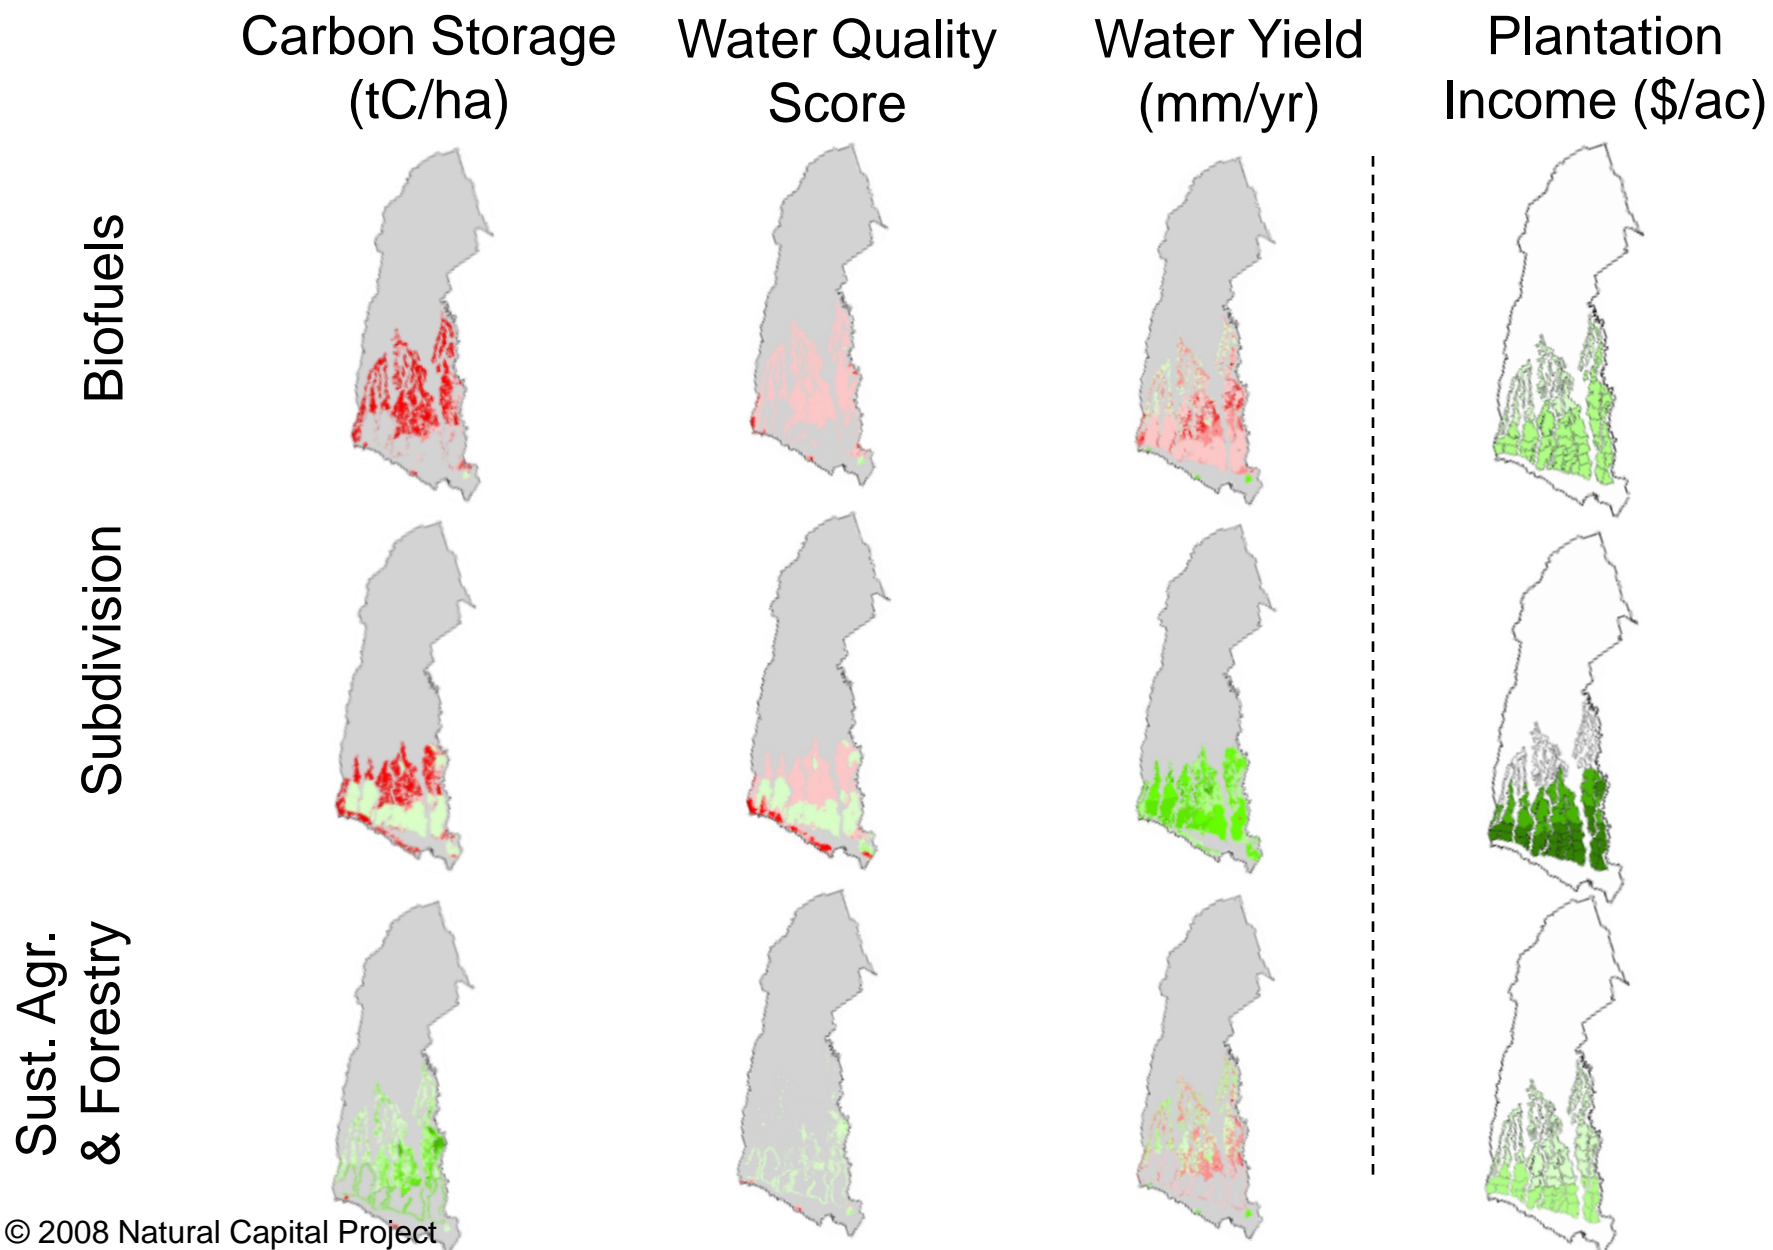 Carbon Storage
(tC/ha)
Water Quality
Score
Water Yield
(mm/yr)
Plantation
Income ($/ac)
Biofuels
Subdivision
Sust. Agr.
& Forestry
© 2008 Natural Capital Project